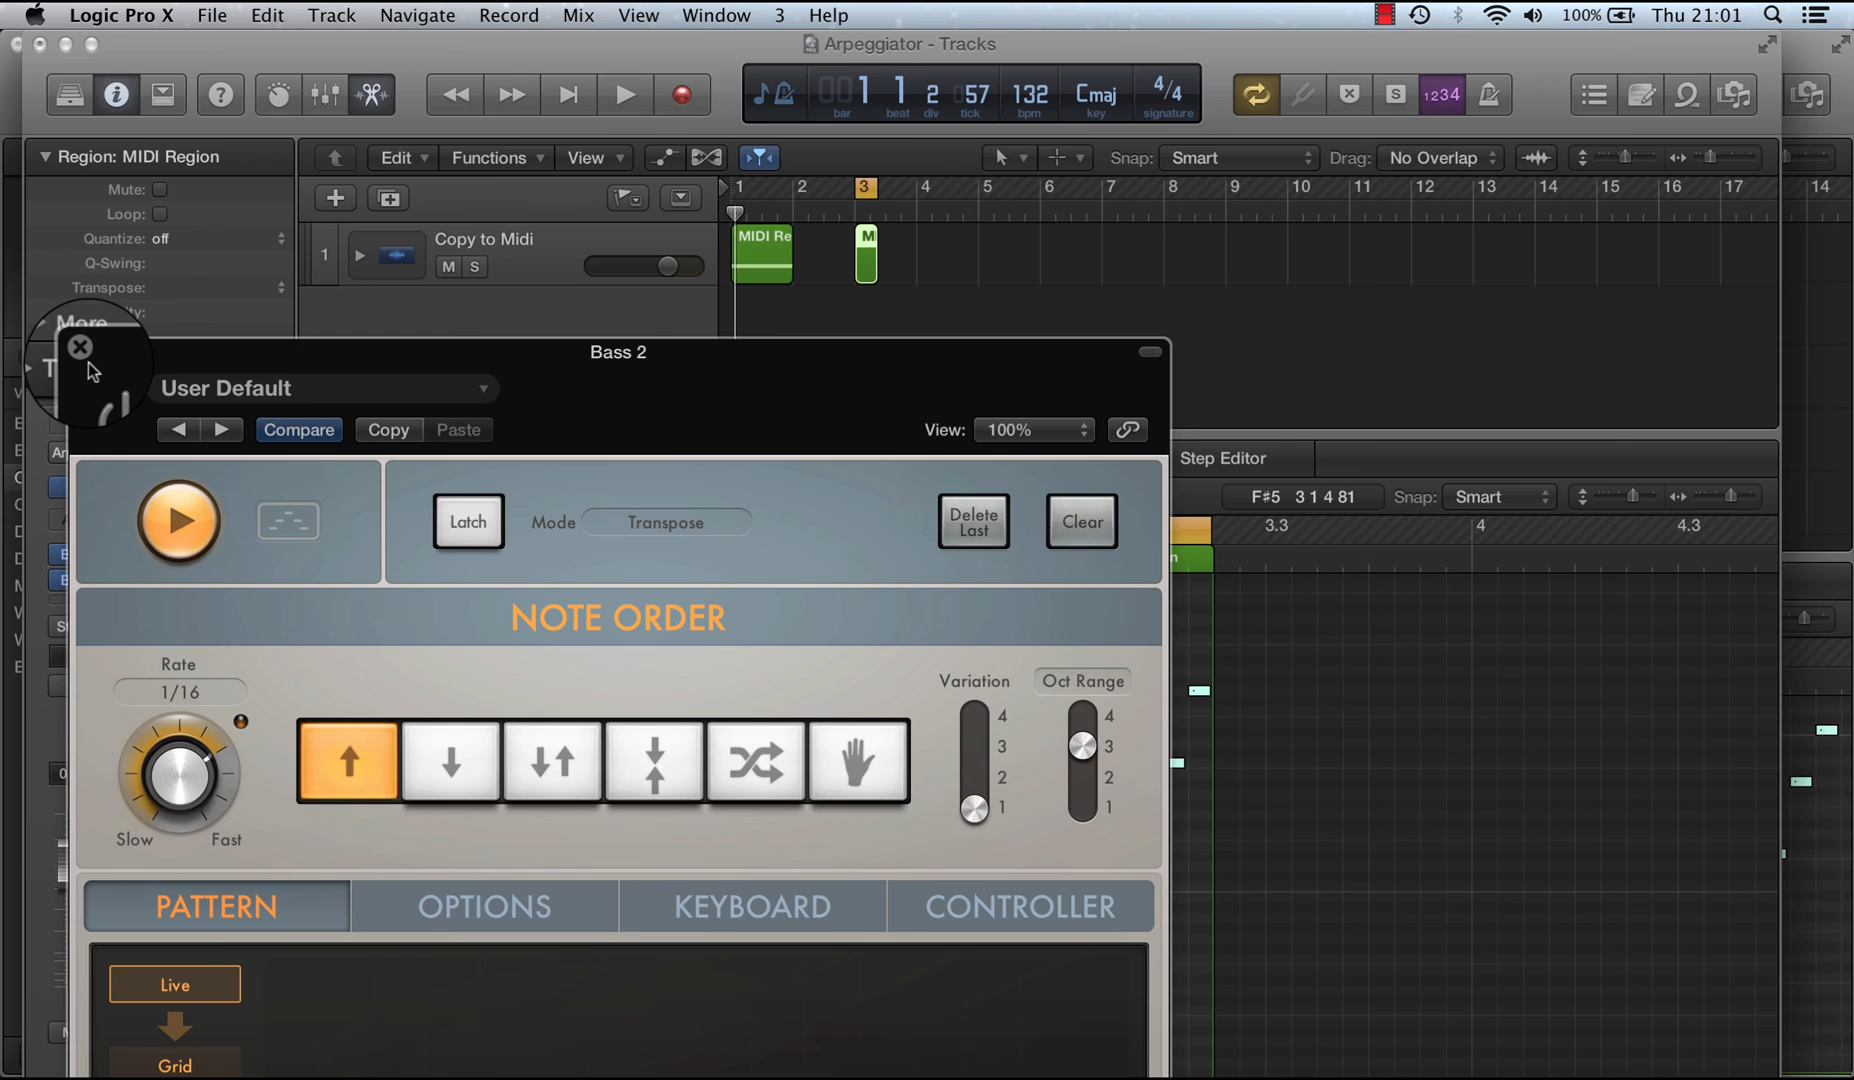 Logic Pro X File Edit Track Navigate Record Mix View Window 3 Help 100% Thu 21:01
Arpeggiator - Tracks
1 1 2 57 132 Cmaj 4/4
bar beat div tick bpm key signature
S 1234
Region: MIDI Region
Edit Functions View Snap: Smart Drag: No Overlap
Mute:
Loop:
Quantize: off
Q-Swing:
Transpose:
More
1 2 3 4 5 6 7 8 9 10 11 12 13 14 15 16 17 14
1 Copy to Midi
M S
MIDI Re
M
Bass 2
User Default
Compare Copy Paste View: 100%
Step Editor
F#5 3 1 4 81 Snap: Smart
3.3 4 4.3
Latch Mode Transpose Delete Last Clear
NOTE ORDER
Rate
1/16
Slow Fast
Variation Oct Range
4 4
3 3
2 2
1 1
PATTERN OPTIONS KEYBOARD CONTROLLER
Live
Grid